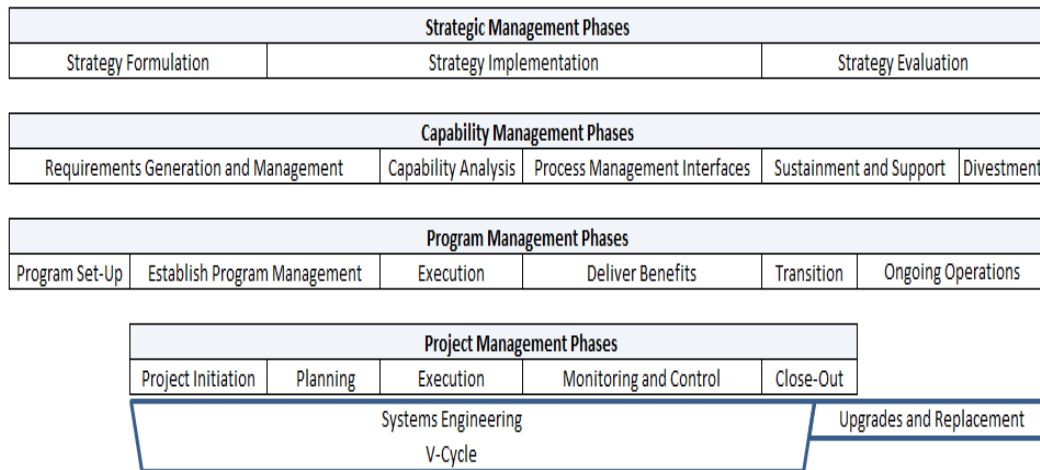 Strategic Management Phases
Strategy Formulation Strategy Implementation Strategy Evaluation
Capability Management Phases
Requirements Generation and Management Capability Analysis Process Management Interfaces Sustainment and Support Divestment
Program Management Phases
Program Set-Up Establish Program Management Execution Deliver Benefits Transition Ongoing Operations
Project Management Phases
Project Initiation Planning Execution Monitoring and Control Close-Out
Systems Engineering Upgrades and Replacement
V-Cycle